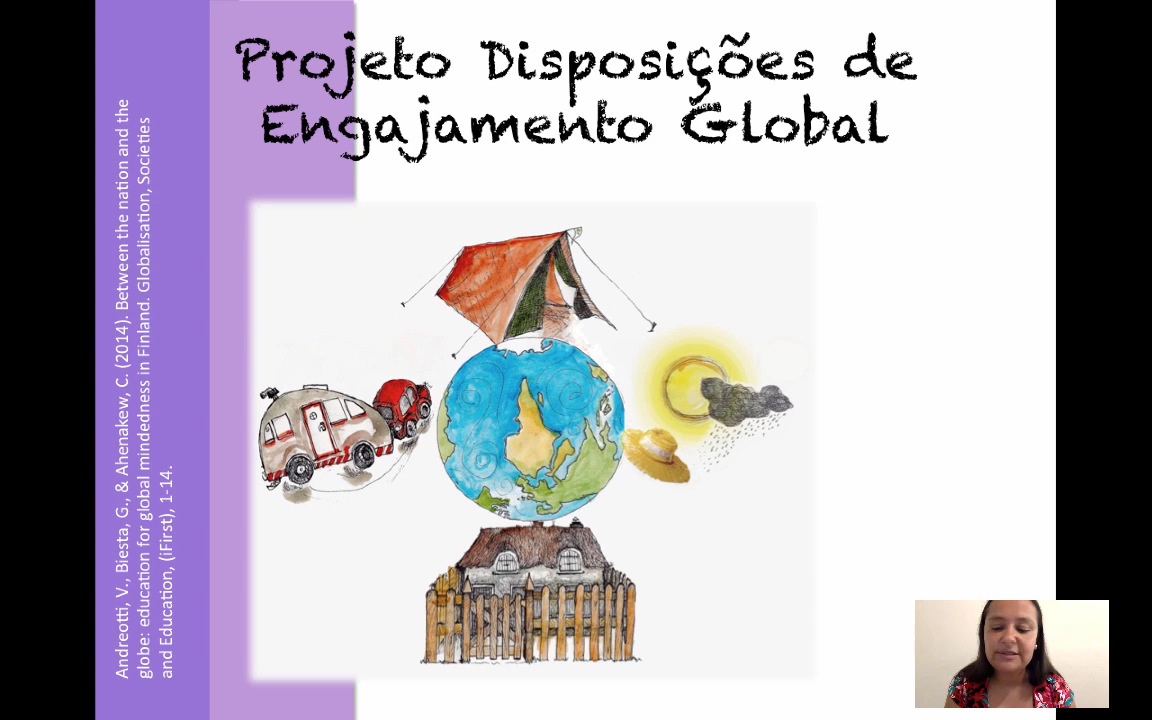 Projeto Disposições de
Engajamento Global
Andreotti, V., Biesta, G., & Ahenakew, C. (2014). Between the nation and the
globe: education for global mindedness in Finland. Globalisation, Societies
and Education, (iFirst), 1-14.